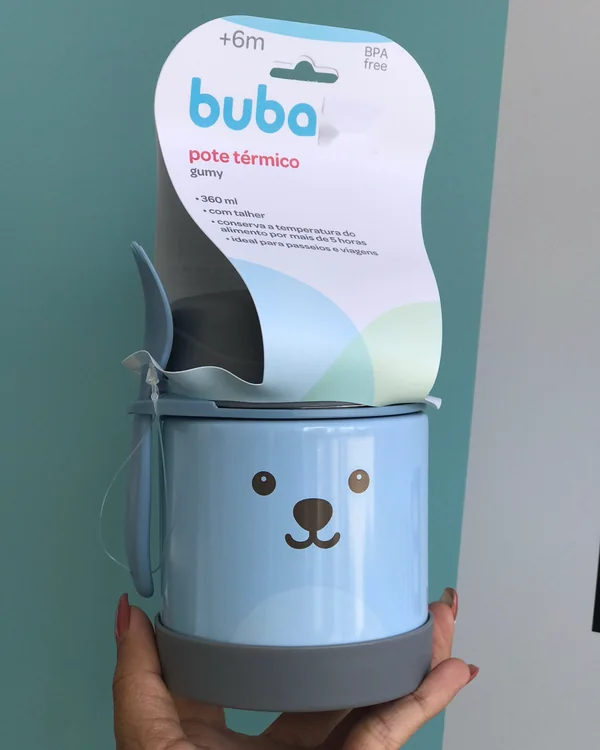 +6m
BPA
free
buba
pote térmico
gumy
• 360 ml
• com talher
• conserva a temperatura do
alimento por mais de 5 horas
• ideal para passeios e viagens